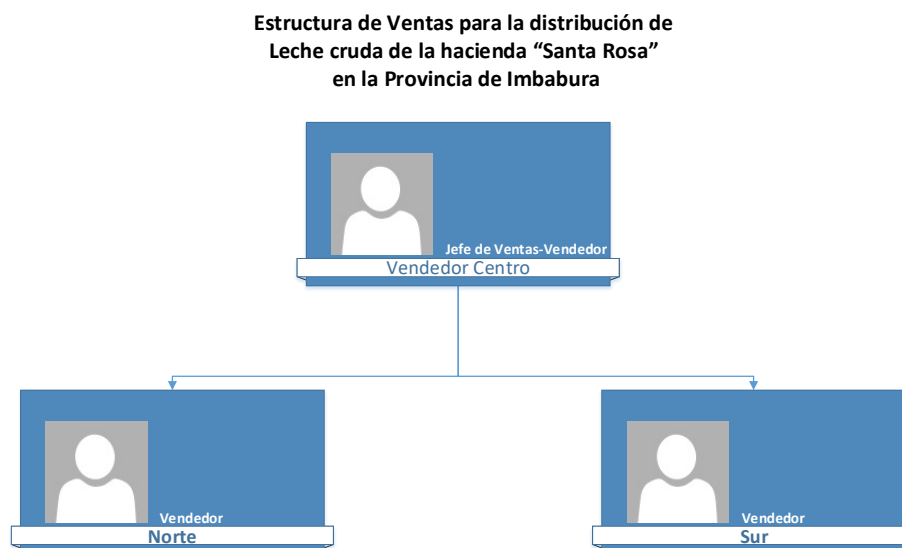 Estructura de Ventas para la distribución de
Leche cruda de la hacienda “Santa Rosa”
en la Provincia de Imbabura
Jefe de Ventas-Vendedor
Vendedor Centro
Vendedor
Norte
Vendedor
Sur